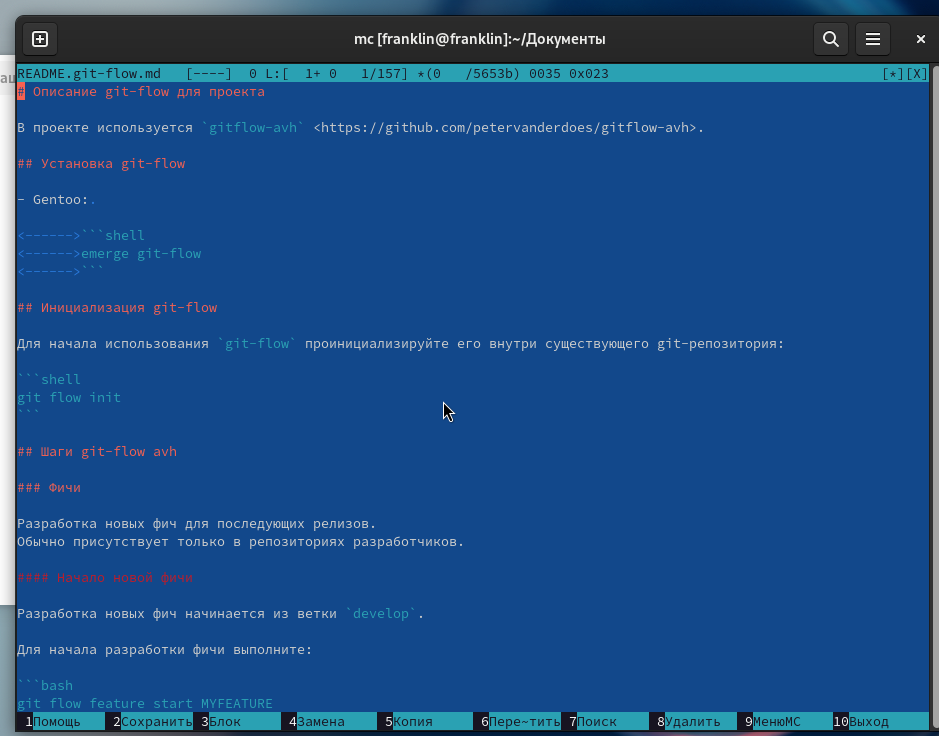 mc [franklin@franklin]:~/Документы
README.git-flow.md [----] 0 L:[ 1+ 0 1/157] *(0 /5653b) 0035 0x023 [*][X]
# Описание git-flow для проекта
В проекте используется `gitflow-avh` <https://github.com/petervanderdoes/gitflow-avh>.
## Установка git-flow
- Gentoo:.
<------>```shell
<------>emerge git-flow
<------>```
## Инициализация git-flow
Для начала использования `git-flow` проинициализируйте его внутри существующего git-репозитория:
```shell
git flow init
```
## Шаги git-flow avh
### Фичи
Разработка новых фич для последующих релизов.
Обычно присутствует только в репозиториях разработчиков.
#### Начало новой фичи
Разработка новых фич начинается из ветки `develop`.
Для начала разработки фичи выполните:
```bash
git flow feature start MYFEATURE
1Помощь 2Сохранить 3Блок 4Замена 5Копия 6Пере~тить 7Поиск 8Удалить 9МенюMC 10Выход